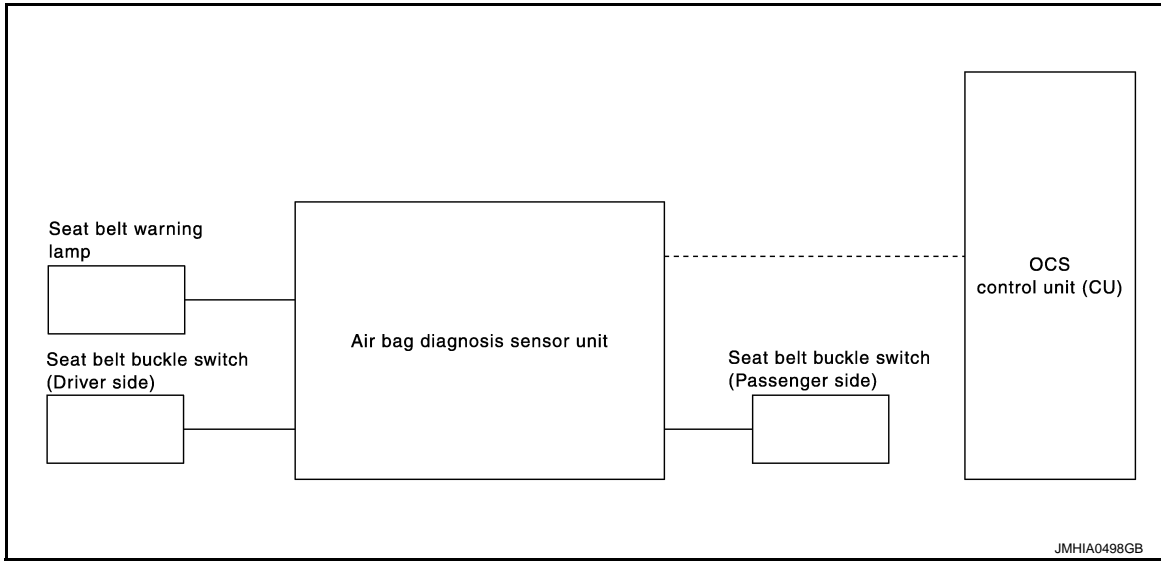 Seat belt warning
lamp
Seat belt buckle switch
(Driver side)
Air bag diagnosis sensor unit
Seat belt buckle switch
(Passenger side)
OCS
control unit (CU)
JMHIA0498GB